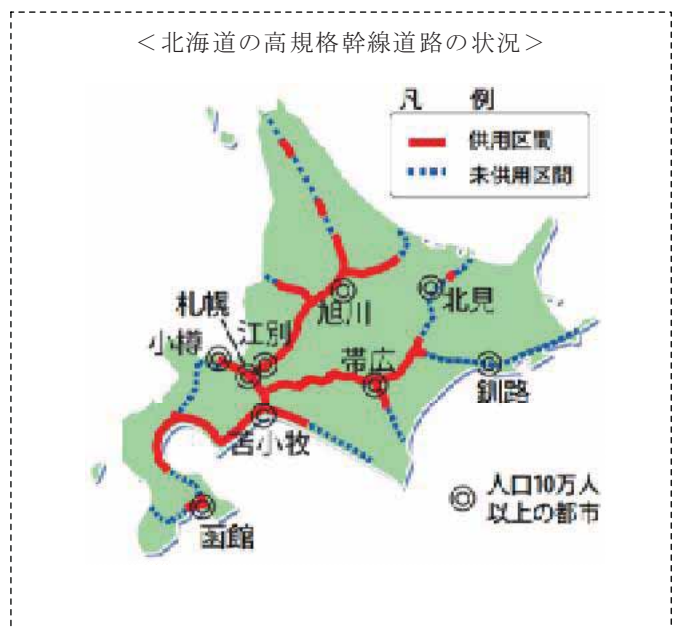 ＜北海道の高規格幹線道路の状況＞
凡　例
供用区間
未供用区間
札幌
江別
旭川
北見
小樽
帯広
釧路
苫小牧
人口10万人
以上の都市
函館